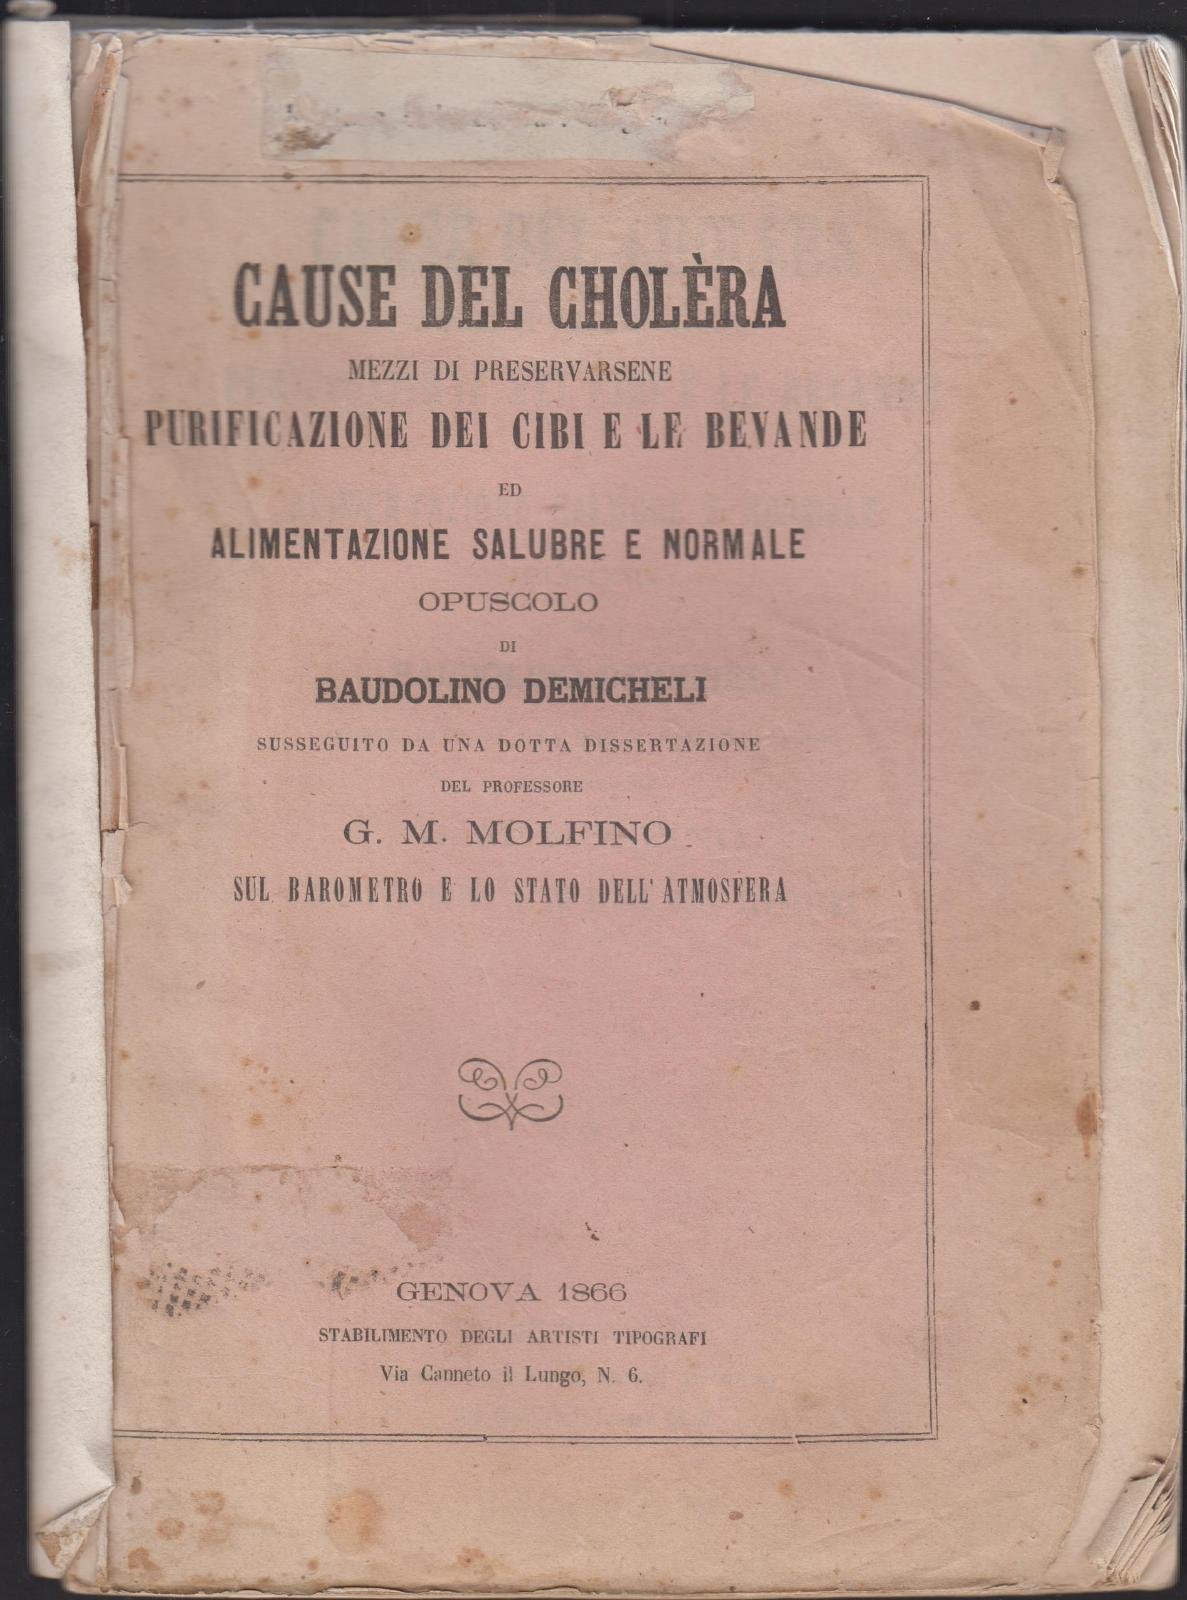 CAUSE DEL CHOLÈRA
MEZZI DI PRESERVARSENE
PURIFICAZIONE DEI CIBI E LE BEVANDE
ED
ALIMENTAZIONE SALUBRE E NORMALE
OPUSCOLO
DI
BAUDOLINO DEMICHELI
SUSSEGUITO DA UNA DOTTA DISSERTAZIONE
DEL PROFESSORE
G. M. MOLFINO
SUL BAROMETRO E LO STATO DELL' ATMOSFERA
GENOVA 1866
STABILIMENTO DEGLI ARTISTI TIPOGRAFI
Via Canneto il Lungo, N. 6.